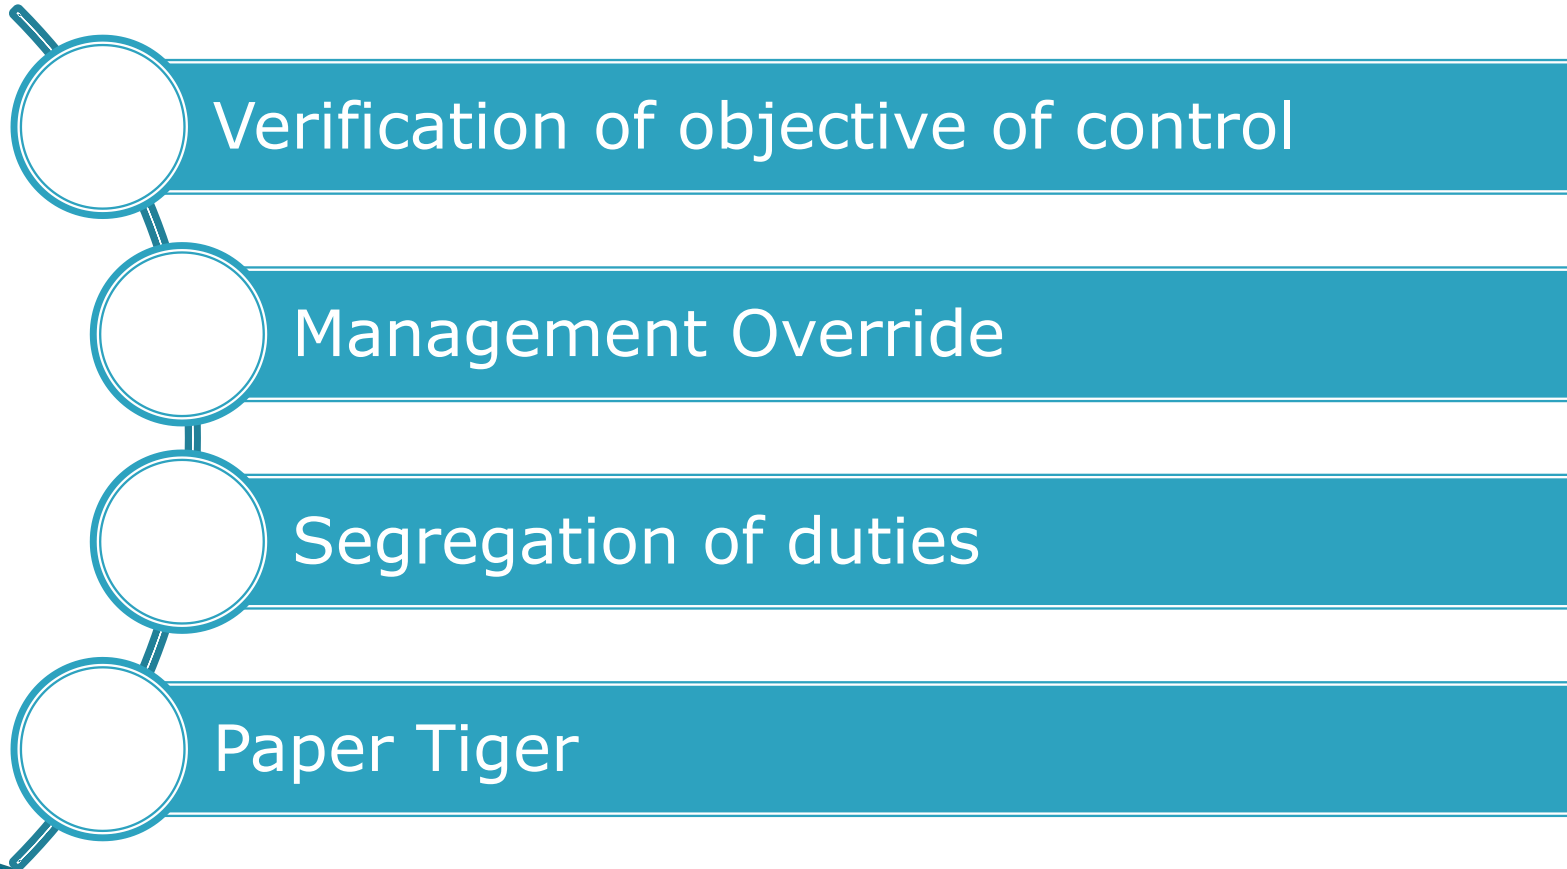 Verification of objective of control
Management Override
Segregation of duties
Paper Tiger